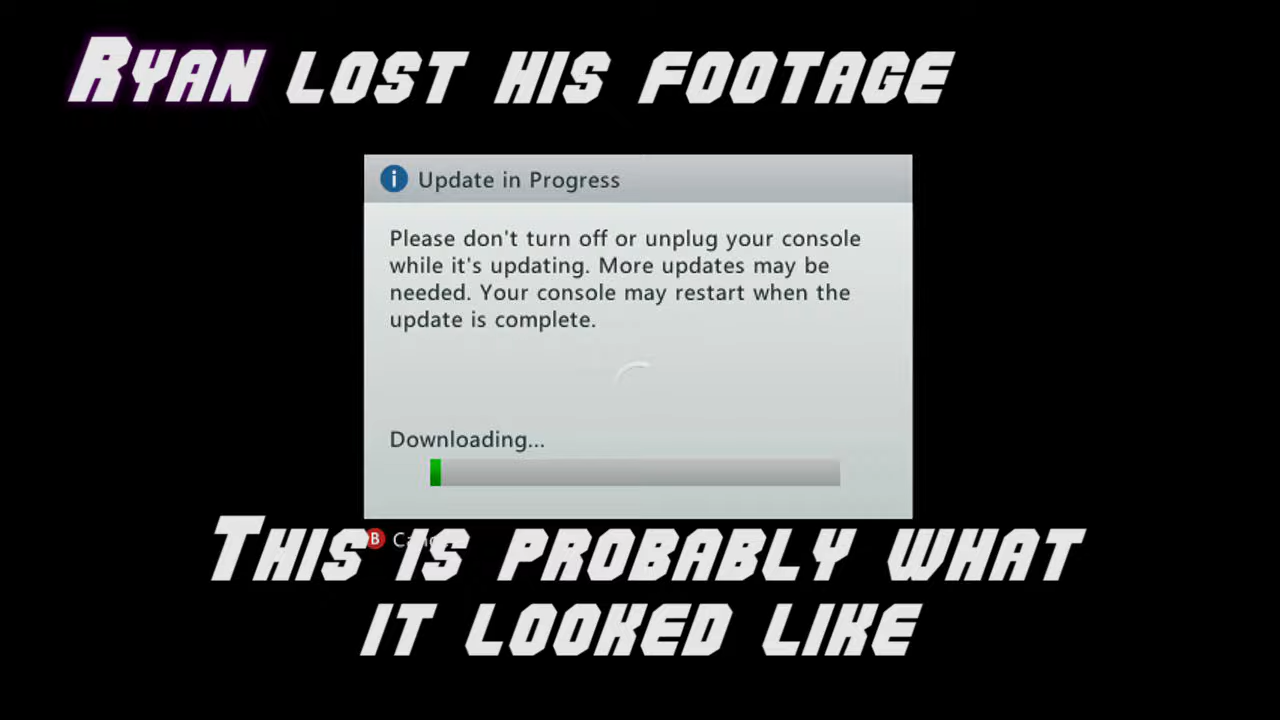 Ryan lost his footage
Update in Progress
Please don't turn off or unplug your console
while it's updating. More updates may be
needed. Your console may restart when the
update is complete.
Downloading...
B Cancel
This is probably what
it looked like